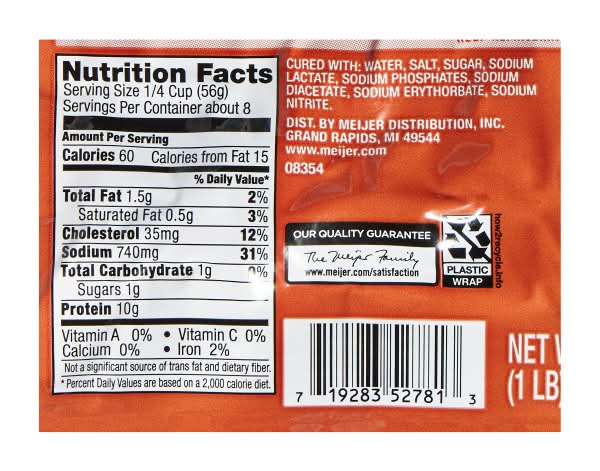 Nutrition Facts
Serving Size 1/4 Cup (56g)
Servings Per Container about 8
Amount Per Serving
Calories 60 Calories from Fat 15
% Daily Value*
Total Fat 1.5g 2%
Saturated Fat 0.5g 3%
Cholesterol 35mg 12%
Sodium 740mg 31%
Total Carbohydrate 1g 0%
Sugars 1g
Protein 10g
Vitamin A 0% • Vitamin C 0%
Calcium 0% • Iron 2%
Not a significant source of trans fat and dietary fiber.
* Percent Daily Values are based on a 2,000 calorie diet.
CURED WITH: WATER, SALT, SUGAR, SODIUM
LACTATE, SODIUM PHOSPHATES, SODIUM
DIACETATE, SODIUM ERYTHORBATE, SODIUM
NITRITE.
DIST. BY MEIJER DISTRIBUTION, INC.
GRAND RAPIDS, MI 49544
www.meijer.com
08354
OUR QUALITY GUARANTEE
The Meijer Family
www.meijer.com/satisfaction
PLASTIC
WRAP
how2recycle.info
7 19283 52781 3
NET
(1 LB)